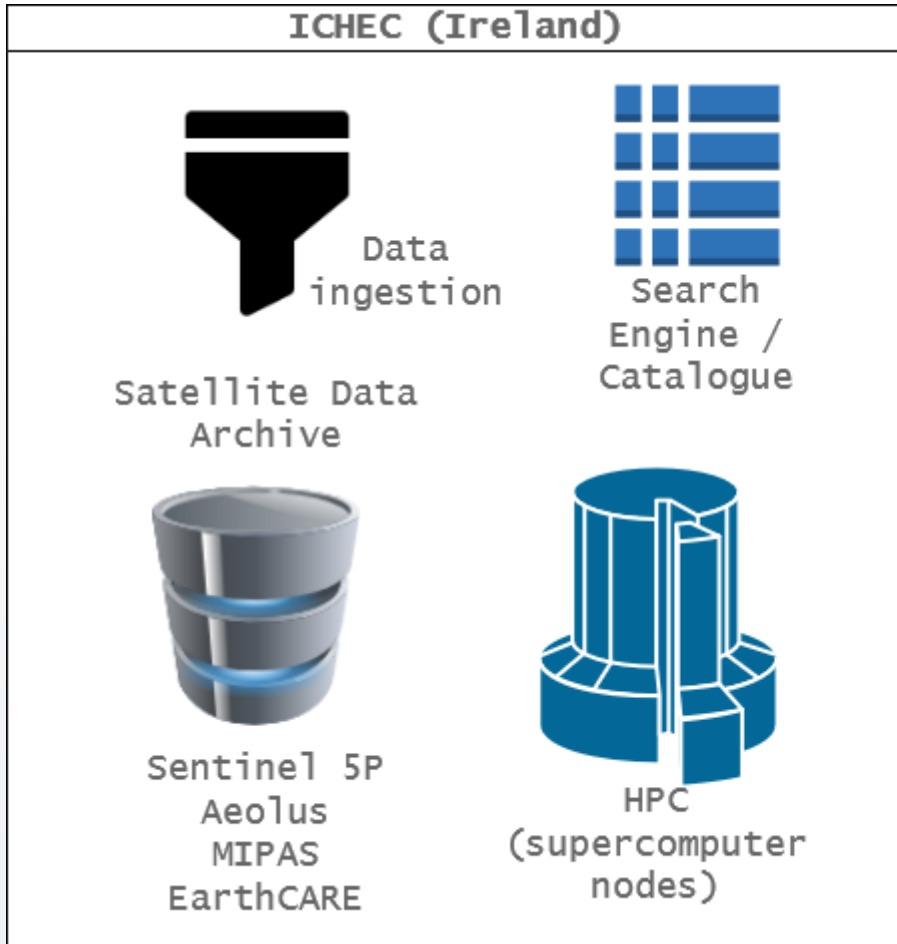 ICHEC (Ireland)
Data
ingestion
Search
Engine /
Catalogue
Satellite Data
Archive
Sentinel 5P
Aeolus
MIPAS
EarthCARE
HPC
(supercomputer
nodes)